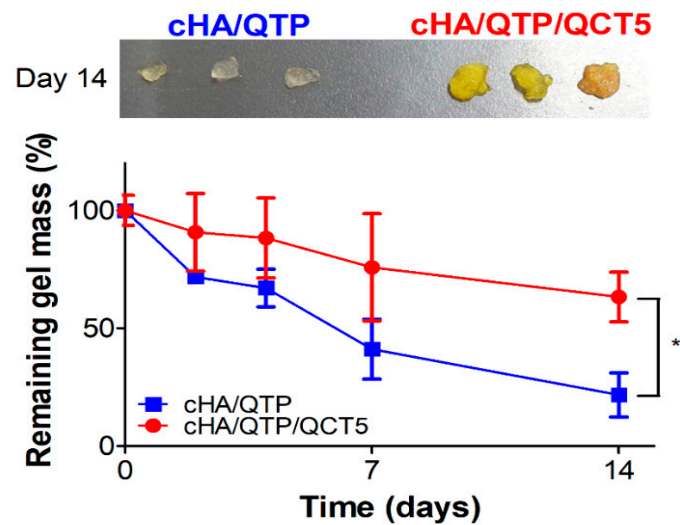 cHA/QTP cHA/QTP/QCT5
Day 14
Remaining gel mass (%)
100
50
0
*
cHA/QTP
cHA/QTP/QCT5
0 7 14
Time (days)